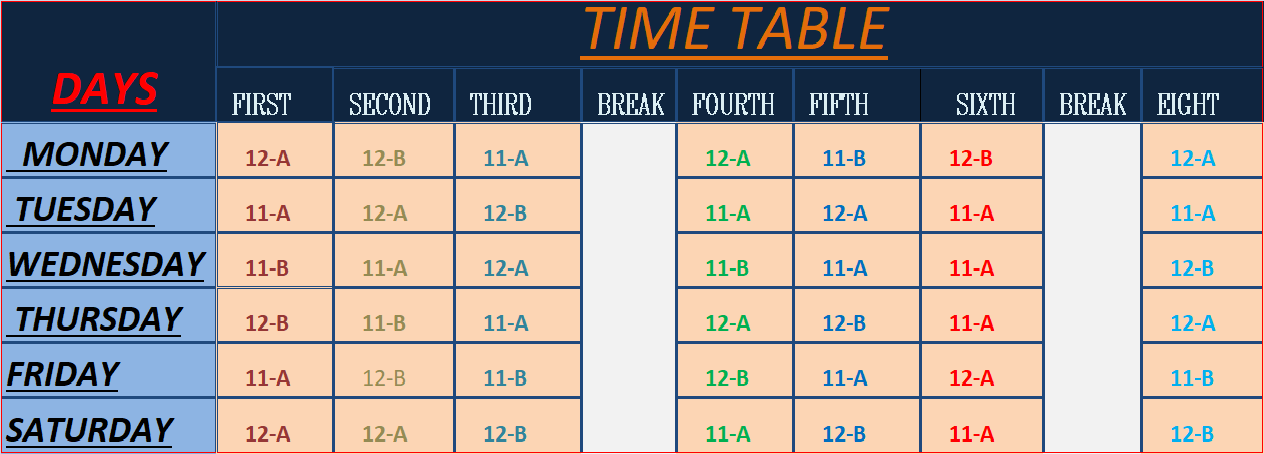 TIME TABLE
DAYS FIRST SECOND THIRD BREAK FOURTH FIFTH SIXTH BREAK EIGHT
MONDAY 12-A 12-B 11-A 12-A 11-B 12-B 12-A
TUESDAY 11-A 12-A 12-B 11-A 12-A 11-A 11-A
WEDNESDAY 11-B 11-A 12-A 11-B 11-A 11-A 12-B
THURSDAY 12-B 11-B 11-A 12-A 12-B 11-A 12-A
FRIDAY 11-A 12-B 11-B 12-B 11-A 12-A 11-B
SATURDAY 12-A 12-A 12-B 11-A 12-B 11-A 12-B